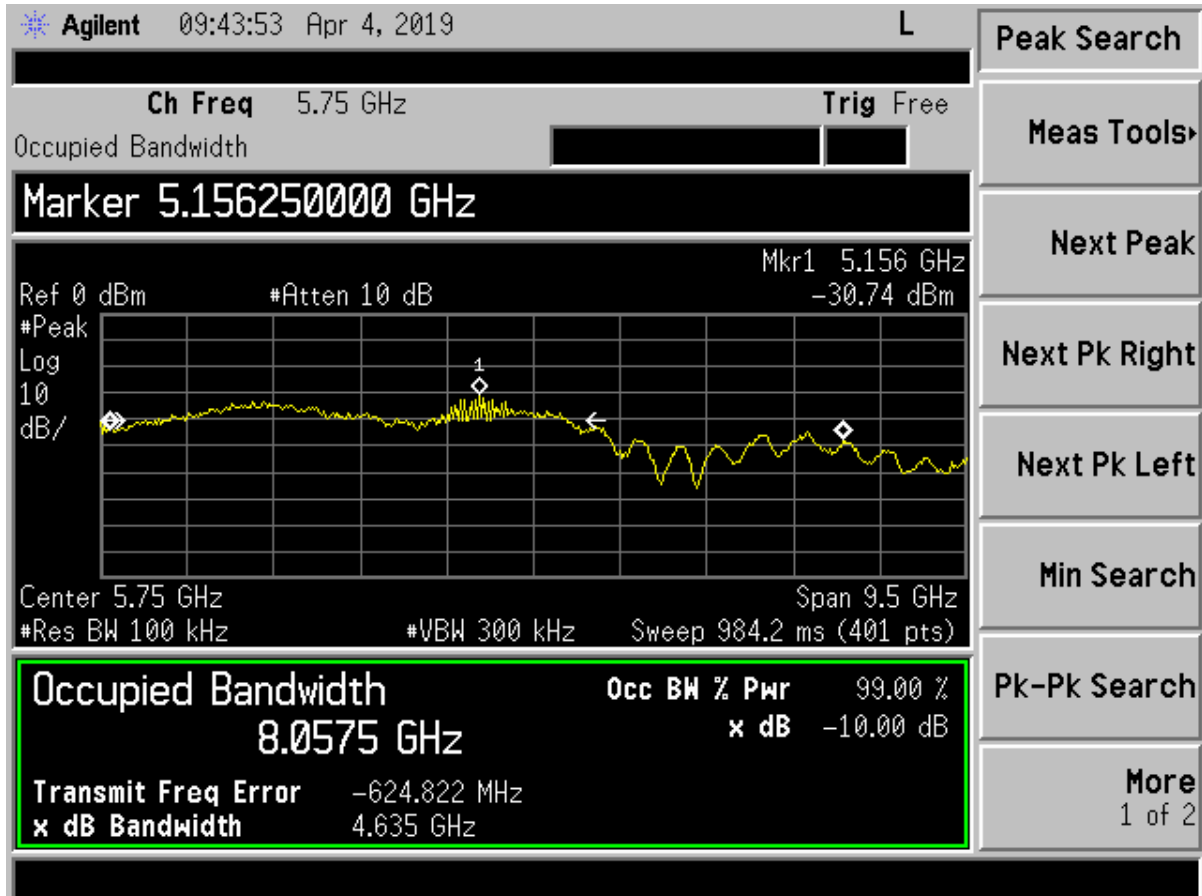 Agilent 09:43:53 Apr 4, 2019 L
Peak Search
Ch Freq 5.75 GHz Trig Free
Occupied Bandwidth
Meas Tools
Marker 5.156250000 GHz
Next Peak
Mkr1 5.156 GHz
Ref 0 dBm #Atten 10 dB -30.74 dBm
#Peak
Log
10
dB/
1
Next Pk Right
Next Pk Left
Center 5.75 GHz Span 9.5 GHz
#Res BW 100 kHz #VBW 300 kHz Sweep 984.2 ms (401 pts)
Min Search
Occupied Bandwidth Occ BW % Pwr 99.00 %
8.0575 GHz x dB -10.00 dB
Pk-Pk Search
Transmit Freq Error -624.822 MHz
x dB Bandwidth 4.635 GHz
More
1 of 2